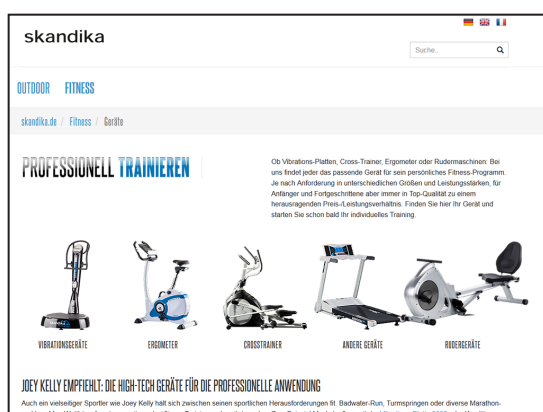 skandika
Suche..
OUTDOOR FITNESS
skandika.de / Fitness / Geräte
PROFESSIONELL TRAINIEREN
Ob Vibrations-Platten, Cross-Trainer, Ergometer oder Rudermaschinen: Bei
uns findet jeder das passende Gerät für sein persönliches Fitness-Programm.
Je nach Anforderung in unterschiedlichen Größen und Leistungsstärken, für
Anfänger und Fortgeschrittene aber immer in Top-Qualität zu einem
herausragenden Preis-/Leistungsverhältnis. Finden Sie hier Ihr Gerät und
starten Sie schon bald Ihr individuelles Training.
VIBRATIONSGERÄTE ERGOMETER CROSSTRAINER ANDERE GERÄTE RUDERGERÄTE
JOEY KELLY EMPFIEHLT: DIE HIGH-TECH GERÄTE FÜR DIE PROFESSIONELLE ANWENDUNG
Auch ein vielseitiger Sportler wie Joey Kelly hält sich zwischen seinen sportlichen Herausforderungen fit. Badwater-Run, Turmspringen oder diverse Marathon-